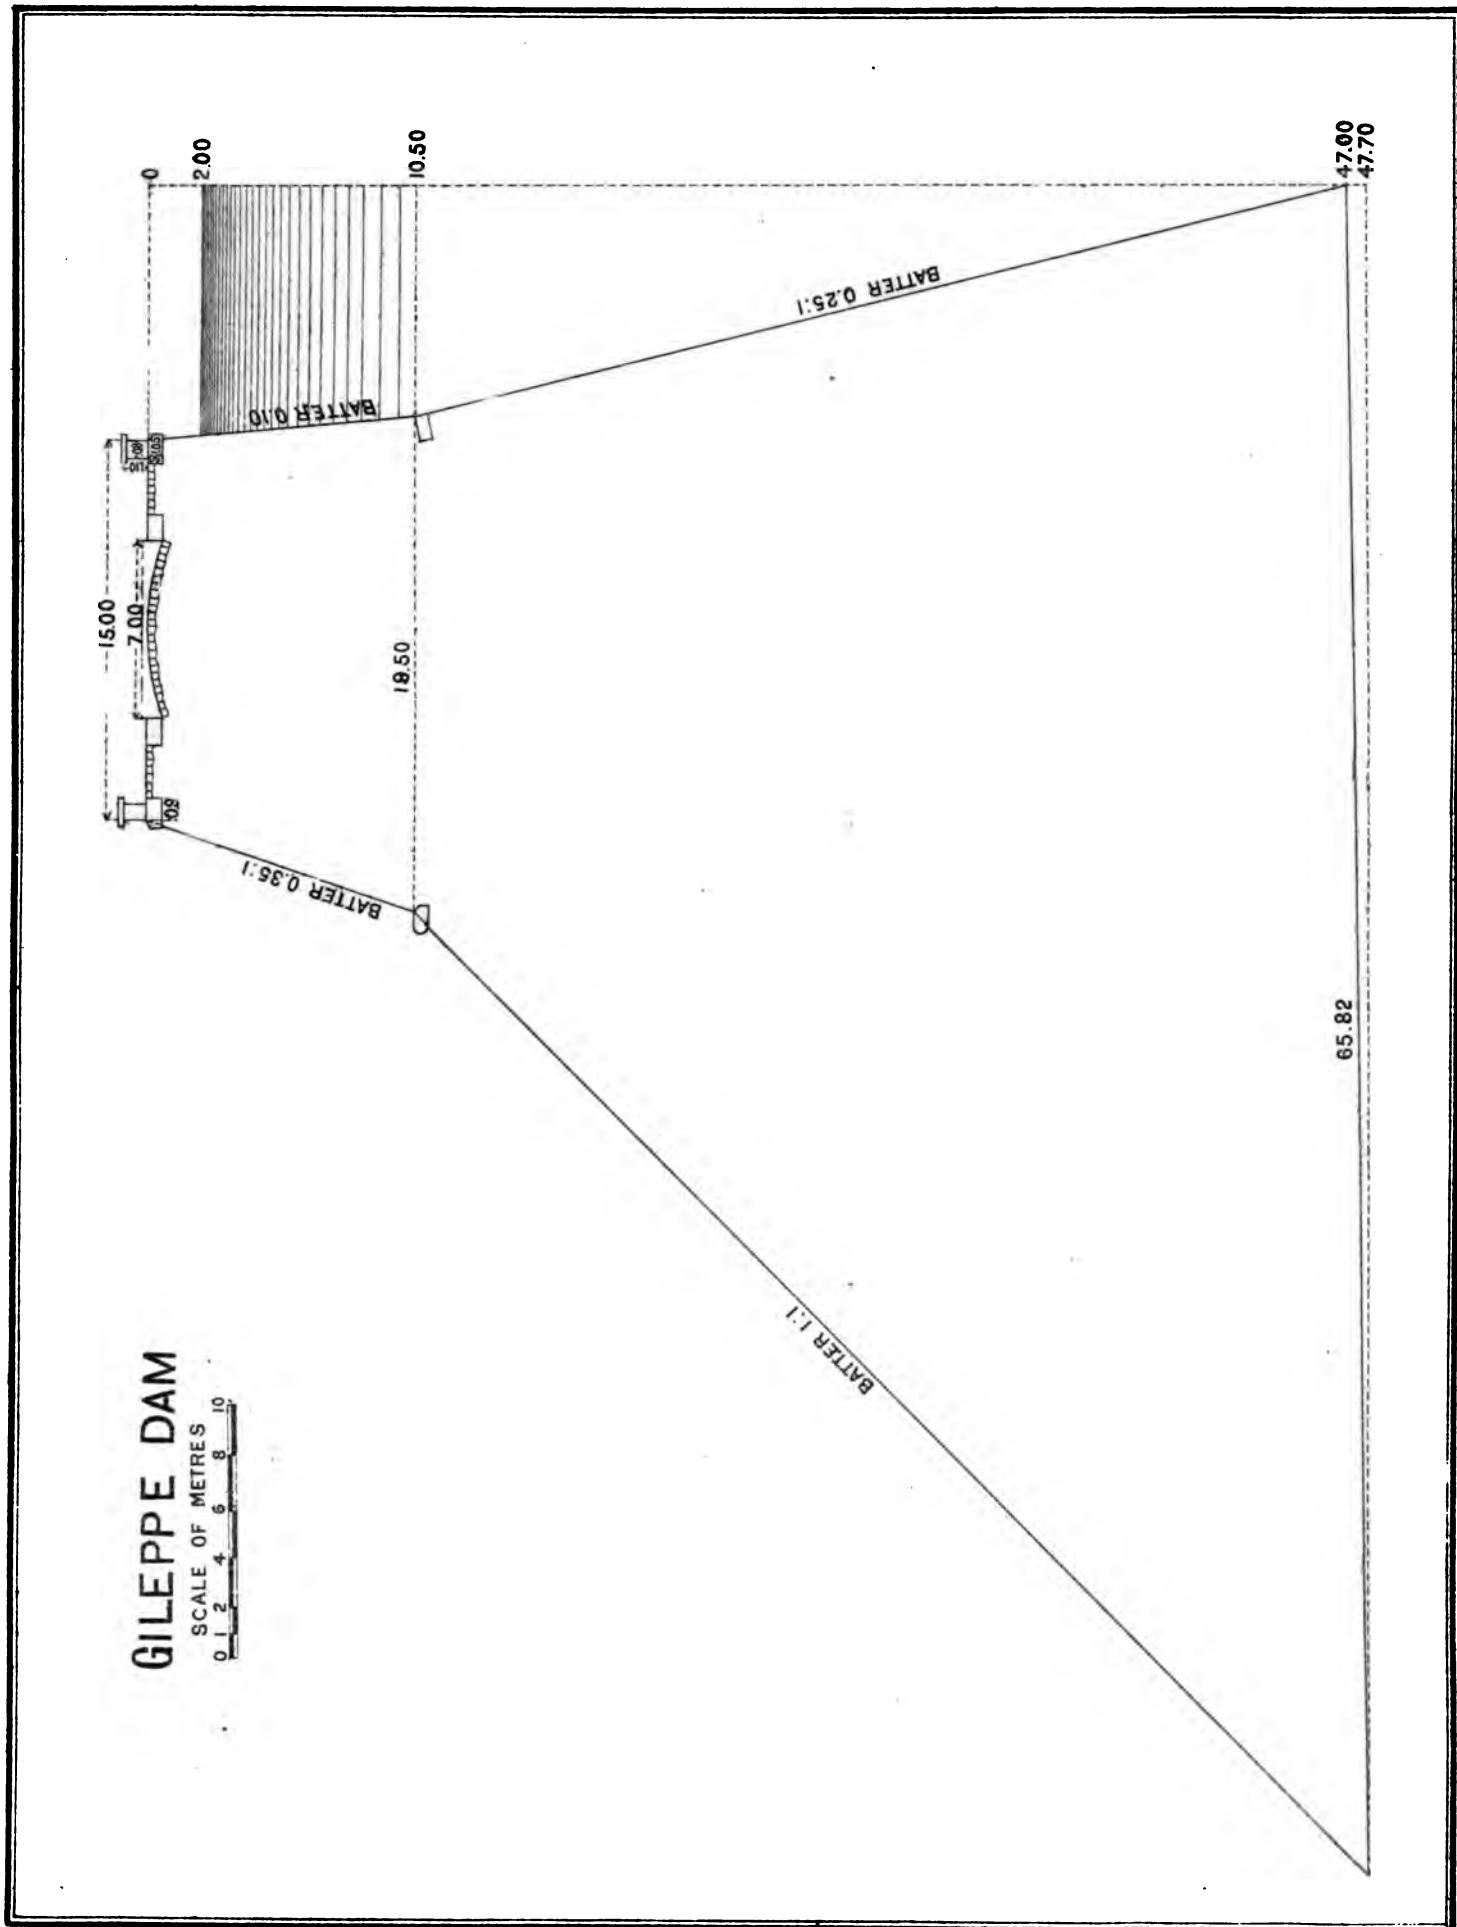 GILEPPE DAM
SCALE OF METRES
0 1 2 4 6 8 10
15.00
7.00
0
2.00
10.50
47.00
47.70
BATTER 0.10
BATTER 0.25:1
BATTER 0.35:1
19.50
BATTER 1:1
65.82